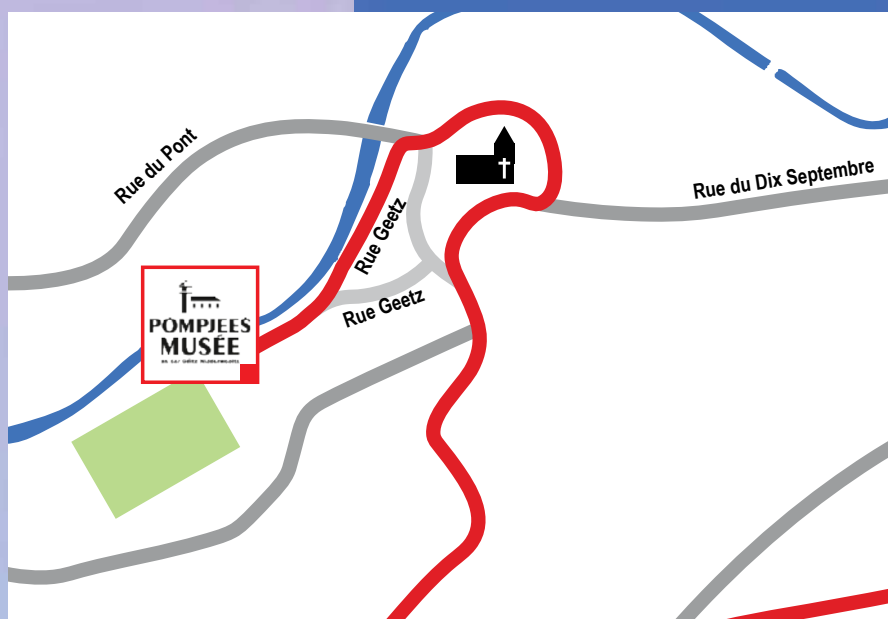 Rue du Pont
Rue du Dix Septembre
Rue Geetz
Rue Geetz
POMPJEES
MUSÉE